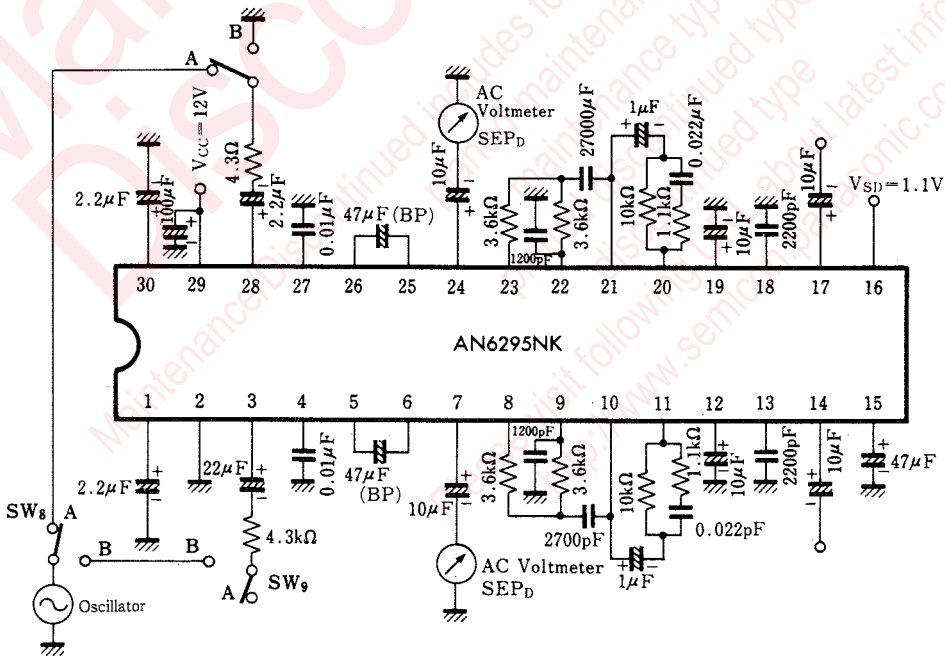 B
A
VCC=12V
AC
Voltmeter
SEPD
27000μF
1μF
0.022μF
4.3Ω
2.2μF
100μF
2.2μF
0.01μF
47μF(BP)
10μF
3.6kΩ
1200pF
3.6kΩ
10kΩ
1.1kΩ
10μF
2200pF
10μF
VSD=1.1V
30 29 28 27 26 25 24 23 22 21 20 19 18 17 16
AN6295NK
1 2 3 4 5 6 7 8 9 10 11 12 13 14 15
2.2μF
22μF
0.01μF
47μF
(BP)
10μF
3.6kΩ
1200pF
3.6kΩ
2700pF
10kΩ
1.1kΩ
0.022pF
1μF
10μF
2200pF
10μF
47μF
SW8
A
B
B
4.3kΩ
A
SW9
AC Voltmeter
SEPD
Oscillator